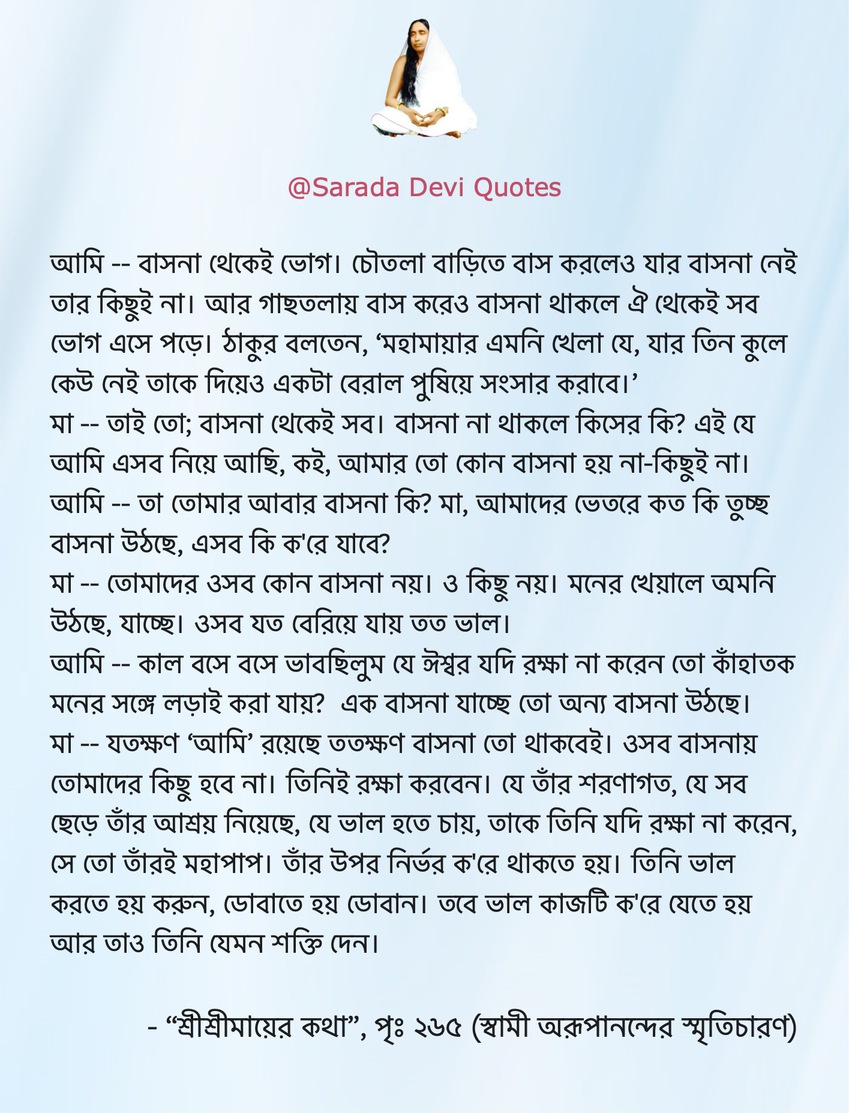 @Sarada Devi Quotes
আমি -- বাসনা থেকেই ভোগ। চৌতলা বাড়িতে বাস করলেও যার বাসনা নেই
তার কিছুই না। আর গাছতলায় বাস করেও বাসনা থাকলে ঐ থেকেই সব
ভোগ এসে পড়ে। ঠাকুর বলতেন, ‘মহামায়ার এমনি খেলা যে, যার তিন কুলে
কেউ নেই তাকে দিয়েও একটা বেরাল পুষিয়ে সংসার করাবে।’
মা -- তাই তো; বাসনা থেকেই সব। বাসনা না থাকলে কিসের কি? এই যে
আমি এসব নিয়ে আছি, কই, আমার তো কোন বাসনা হয় না-কিছুই না।
আমি -- তা তোমার আবার বাসনা কি? মা, আমাদের ভেতরে কত কি তুচ্ছ
বাসনা উঠছে, এসব কি ক'রে যাবে?
মা -- তোমাদের ওসব কোন বাসনা নয়। ও কিছু নয়। মনের খেয়ালে অমনি
উঠছে, যাচ্ছে। ওসব যত বেরিয়ে যায় তত ভাল।
আমি -- কাল বসে বসে ভাবছিলুম যে ঈশ্বর যদি রক্ষা না করেন তো কাঁহাতক
মনের সঙ্গে লড়াই করা যায়?  এক বাসনা যাচ্ছে তো অন্য বাসনা উঠছে।
মা -- যতক্ষণ ‘আমি’ রয়েছে ততক্ষণ বাসনা তো থাকবেই। ওসব বাসনায়
তোমাদের কিছু হবে না। তিনিই রক্ষা করবেন। যে তাঁর শরণাগত, যে সব
ছেড়ে তাঁর আশ্রয় নিয়েছে, যে ভাল হতে চায়, তাকে তিনি যদি রক্ষা না করেন,
সে তো তাঁরই মহাপাপ। তাঁর উপর নির্ভর ক'রে থাকতে হয়। তিনি ভাল
করতে হয় করুন, ডোবাতে হয় ডোবান। তবে ভাল কাজটি ক'রে যেতে হয়
আর তাও তিনি যেমন শক্তি দেন।
- “শ্রীশ্রীমায়ের কথা”, পৃঃ ২৬৫ (স্বামী অরূপানন্দের স্মৃতিচারণ)